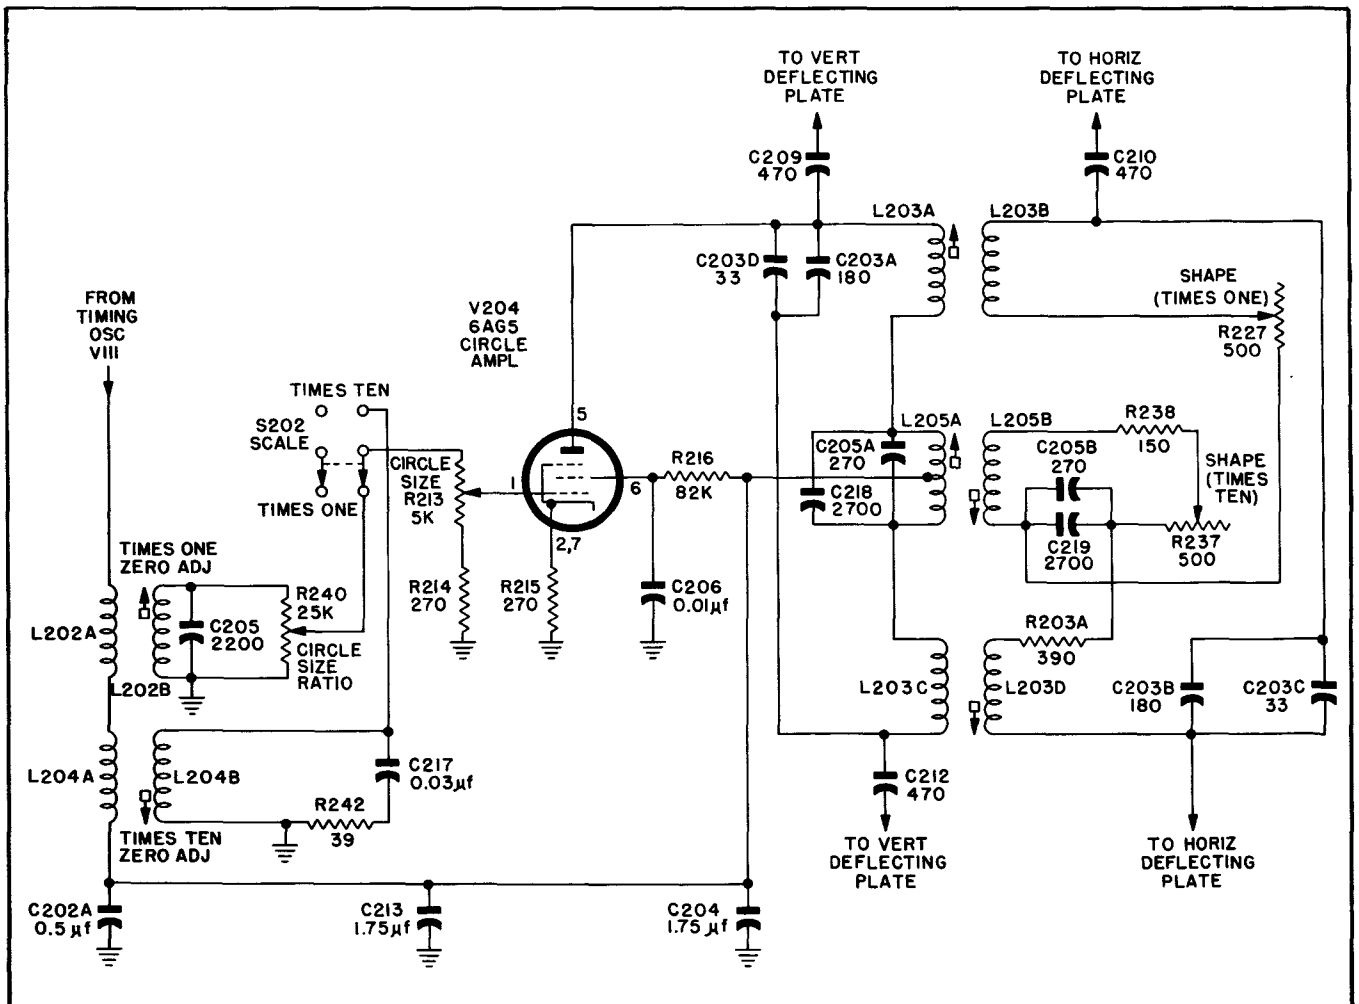 TO VERT
DEFLECTING
PLATE
TO HORIZ
DEFLECTING
PLATE
C209
470
C210
470
L203A
L203B
C203D
33
C203A
180
SHAPE
(TIMES ONE)
R227
500
FROM
TIMING
OSC
VIII
V204
6AG5
CIRCLE
AMPL
TIMES TEN
S202
SCALE
TIMES ONE
CIRCLE
SIZE
R213
5K
5
1
6
2,7
R216
82K
L205A
L205B
C205A
270
C218
2700
C205B
270
C219
2700
R238
150
SHAPE
(TIMES
TEN)
R237
500
TIMES ONE
ZERO ADJ
R240
25K
C205
2200
CIRCLE
SIZE
RATIO
L202A
L202B
R214
270
R215
270
C206
0.01μf
R203A
390
L203C
L203D
C203B
180
C203C
33
L204A
L204B
C217
0.03μf
R242
39
TIMES TEN
ZERO ADJ
C212
470
TO VERT
DEFLECTING
PLATE
TO HORIZ
DEFLECTING
PLATE
C202A
0.5 μf
C213
1.75μf
C204
1.75 μf